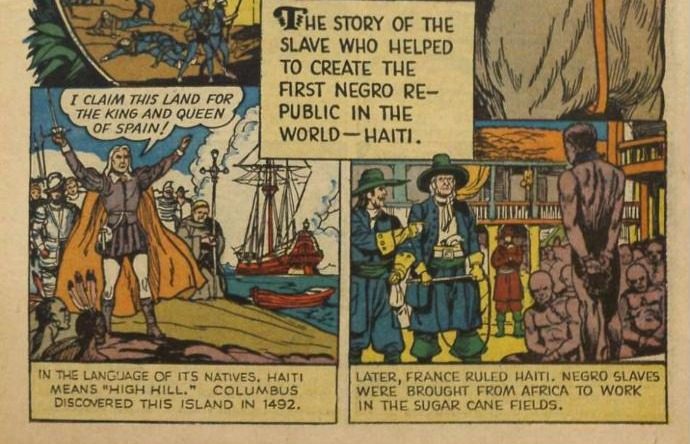 THE STORY OF THE
SLAVE WHO HELPED
TO CREATE THE
FIRST NEGRO RE-
PUBLIC IN THE
WORLD—HAITI.
I CLAIM THIS LAND FOR
THE KING AND QUEEN
OF SPAIN!
IN THE LANGUAGE OF ITS NATIVES, HAITI
MEANS "HIGH HILL." COLUMBUS
DISCOVERED THIS ISLAND IN 1492.
LATER, FRANCE RULED HAITI. NEGRO SLAVES
WERE BROUGHT FROM AFRICA TO WORK
IN THE SUGAR CANE FIELDS.